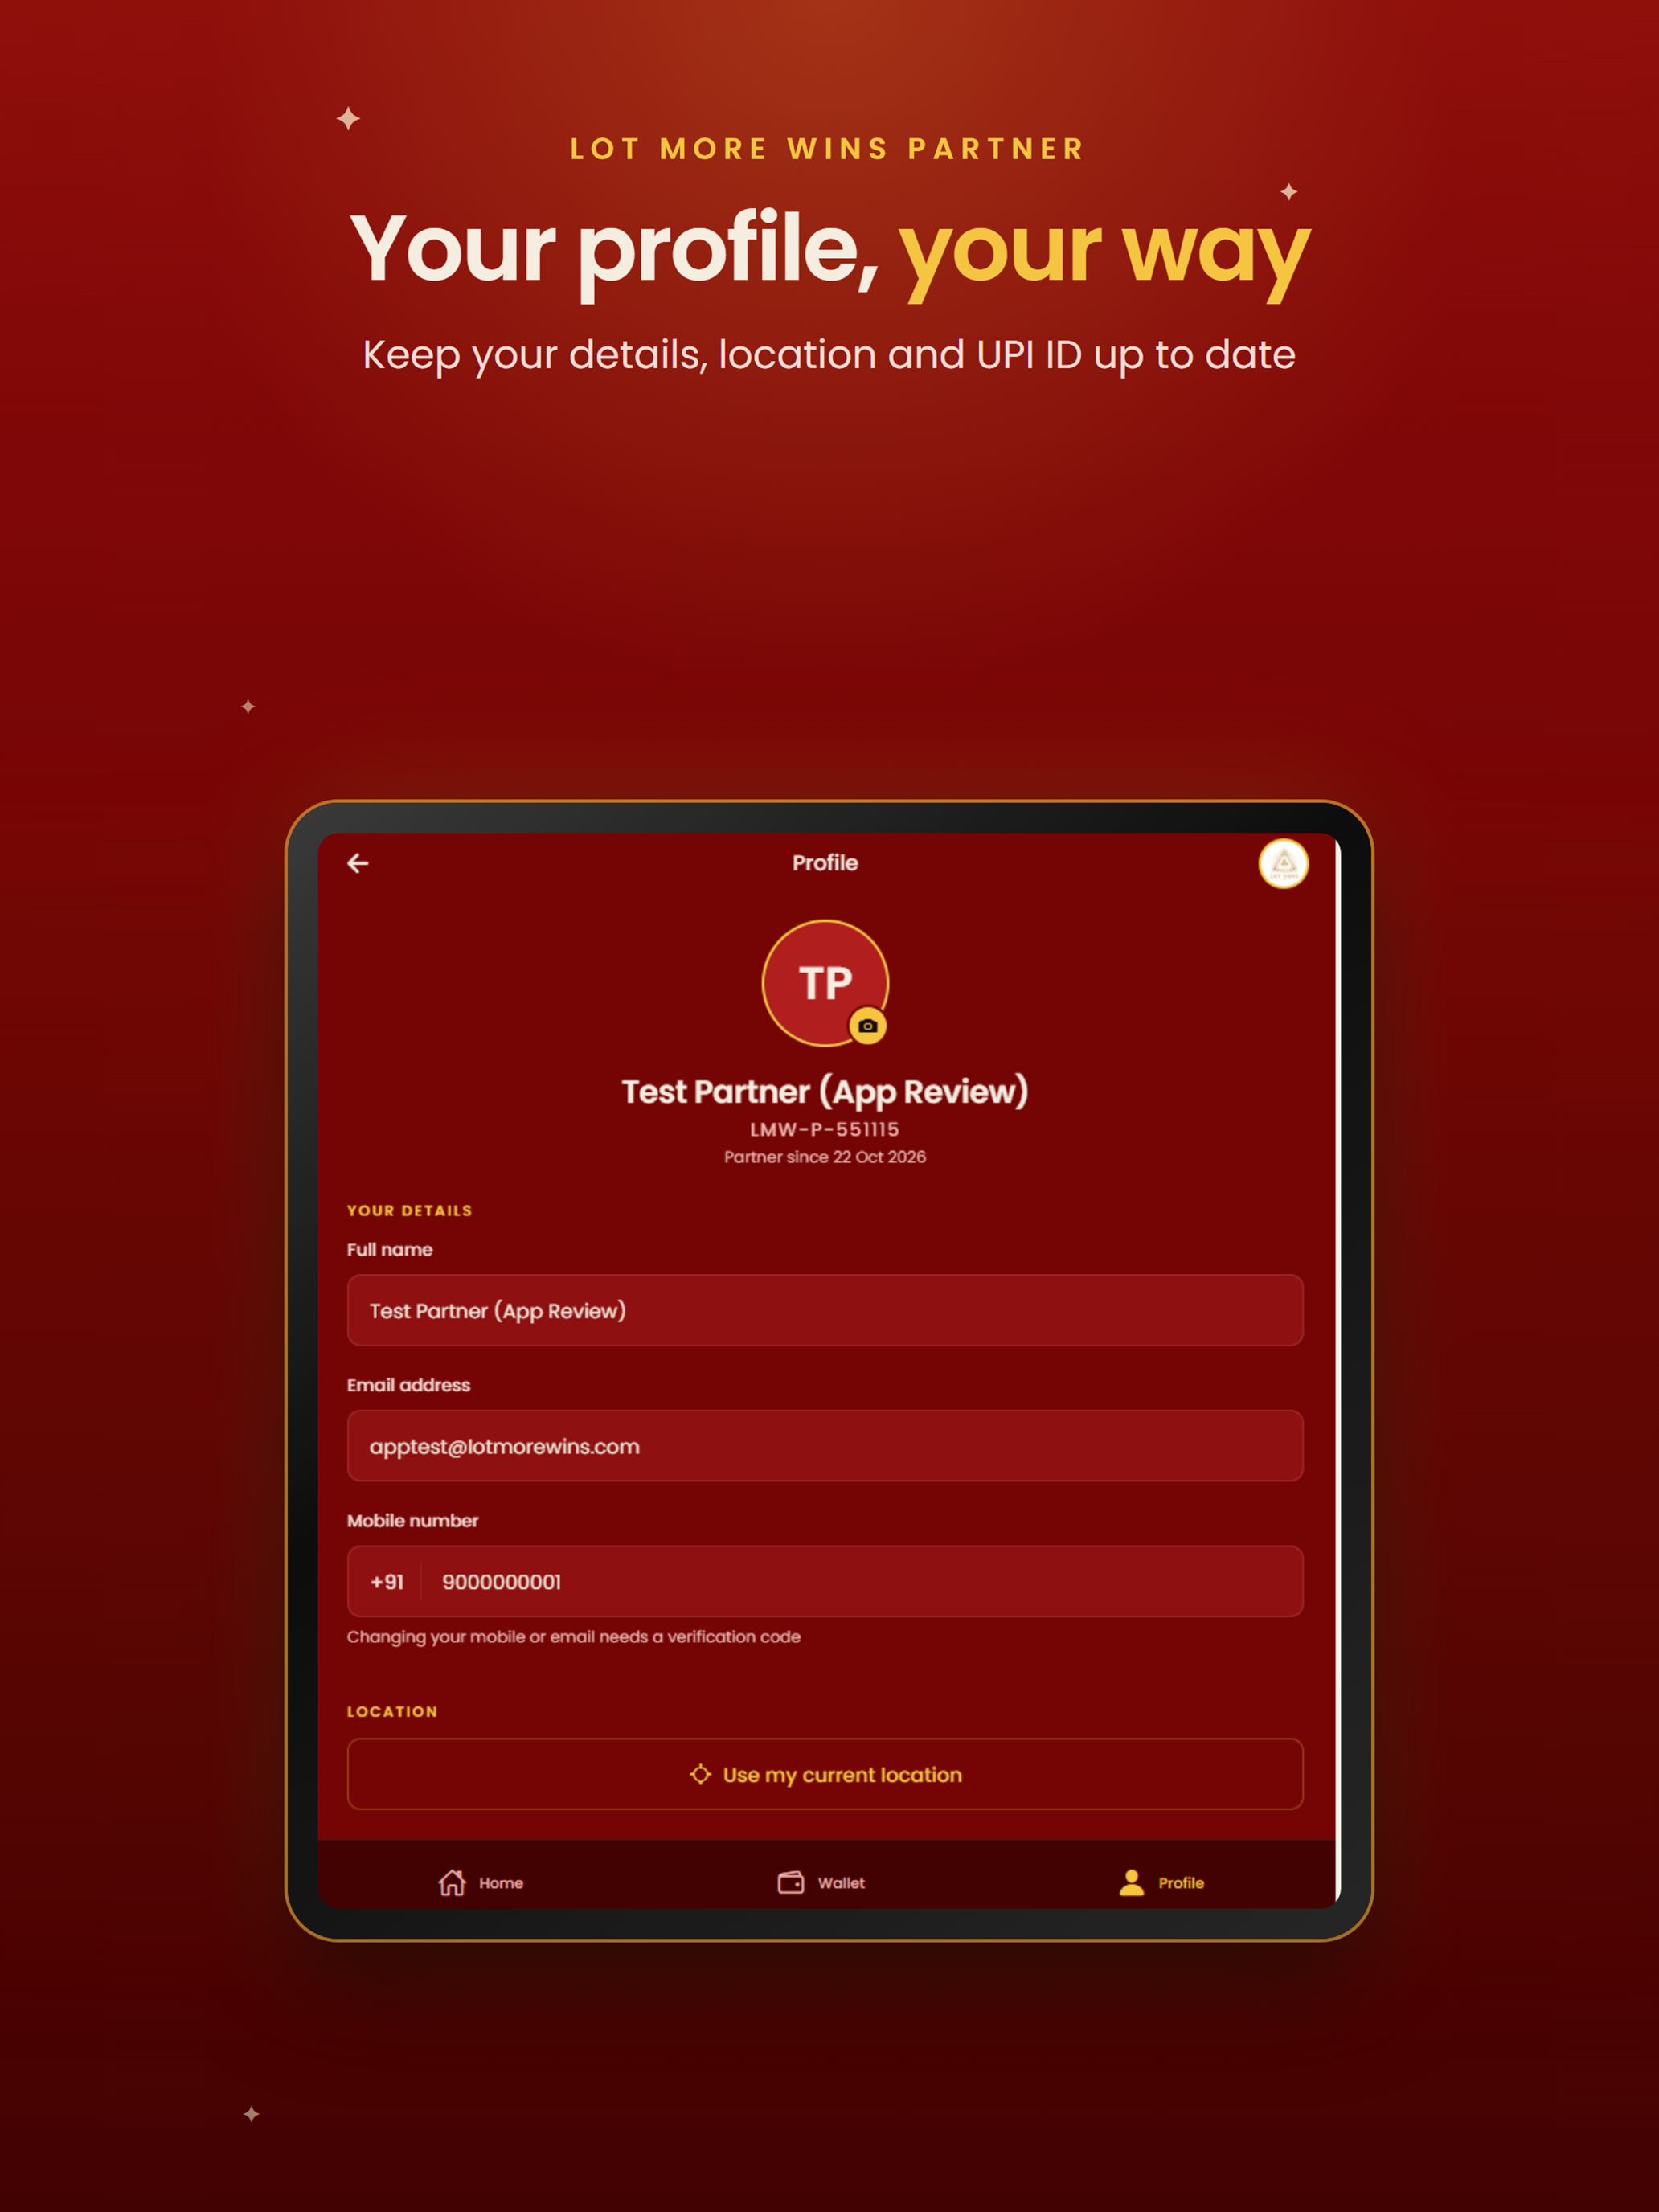 LOT MORE WINS PARTNER
Your profile, your way
Keep your details, location and UPI ID up to date
Profile
TP
Test Partner (App Review)
LMW-P-551115
Partner since 22 Oct 2026
YOUR DETAILS
Full name
Test Partner (App Review)
Email address
apptest@lotmorewins.com
Mobile number
+91 9000000001
Changing your mobile or email needs a verification code
LOCATION
Use my current location
Home Wallet Profile